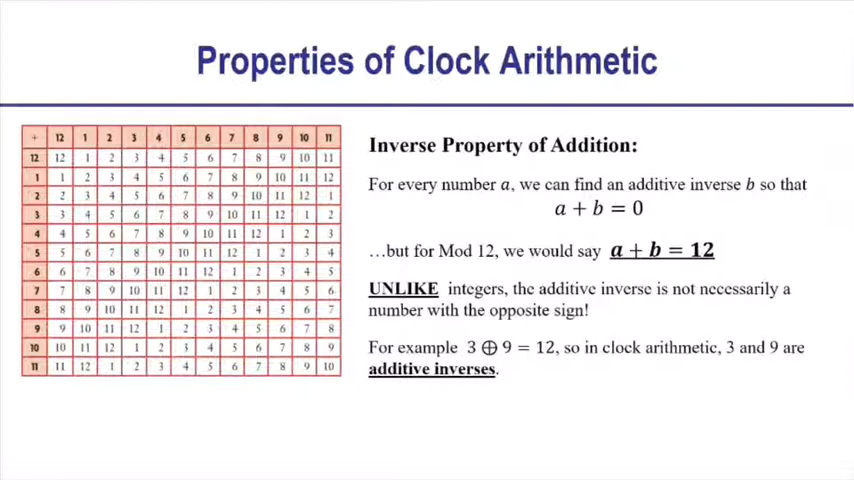 Properties of Clock Arithmetic
+ 12 1 2 3 4 5 6 7 8 9 10 11
12 12 1 2 3 4 5 6 7 8 9 10 11
1 1 2 3 4 5 6 7 8 9 10 11 12
2 2 3 4 5 6 7 8 9 10 11 12 1
3 3 4 5 6 7 8 9 10 11 12 1 2
4 4 5 6 7 8 9 10 11 12 1 2 3
5 5 6 7 8 9 10 11 12 1 2 3 4
6 6 7 8 9 10 11 12 1 2 3 4 5
7 7 8 9 10 11 12 1 2 3 4 5 6
8 8 9 10 11 12 1 2 3 4 5 6 7
9 9 10 11 12 1 2 3 4 5 6 7 8
10 10 11 12 1 2 3 4 5 6 7 8 9
11 11 12 1 2 3 4 5 6 7 8 9 10
Inverse Property of Addition:
For every number a, we can find an additive inverse b so that
a + b = 0
…but for Mod 12, we would say a + b = 12
UNLIKE integers, the additive inverse is not necessarily a
number with the opposite sign!
For example 3 ⊕ 9 = 12, so in clock arithmetic, 3 and 9 are
additive inverses.